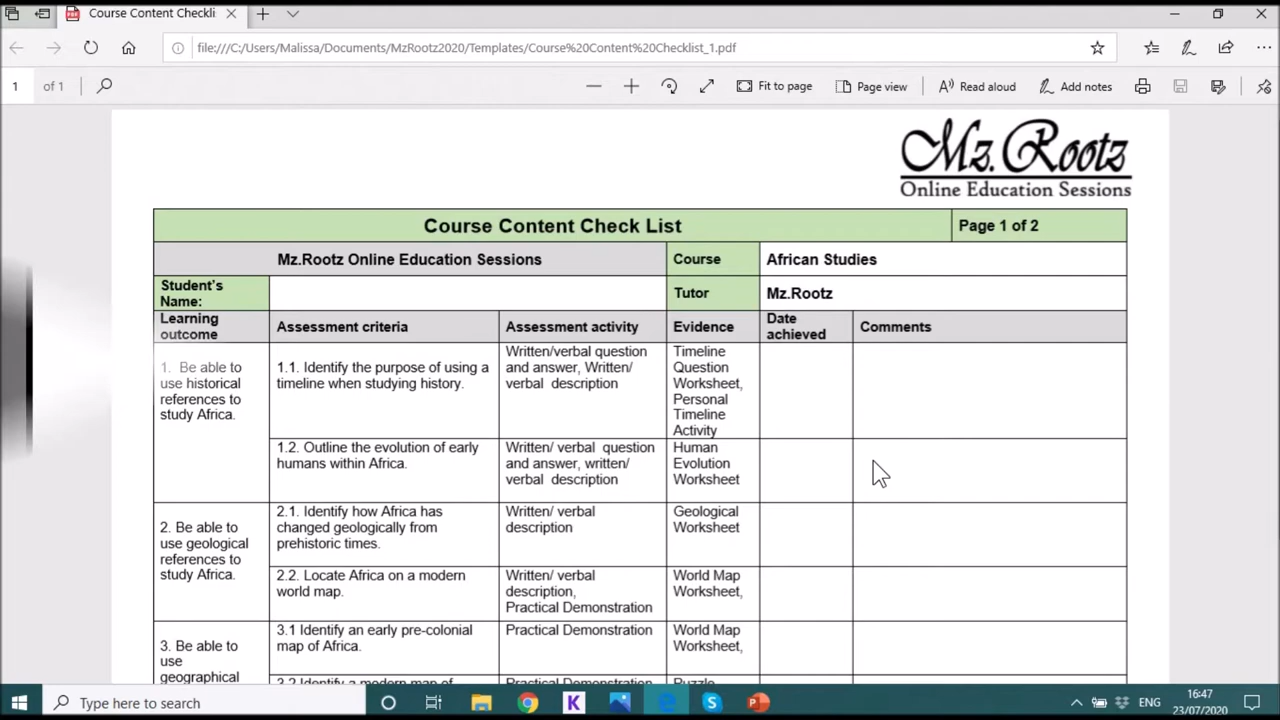 Course Content Checkli
file:///C:/Users/Malissa/Documents/MzRootz2020/Templates/Course%20Content%20Checklist_1.pdf
1 of 1
Fit to page
Page view
Read aloud
Add notes
Mz.Rootz
Online Education Sessions
Course Content Check List
Page 1 of 2
Mz.Rootz Online Education Sessions
Course
African Studies
Student's
Name:
Tutor
Mz.Rootz
Learning
outcome
Assessment criteria
Assessment activity
Evidence
Date
achieved
Comments
1. Be able to
use historical
references to
study Africa.
1.1. Identify the purpose of using a
timeline when studying history.
Written/verbal question
and answer, Written/
verbal description
Timeline
Question
Worksheet,
Personal
Timeline
Activity
1.2. Outline the evolution of early
humans within Africa.
Written/ verbal question
and answer, written/
verbal description
Human
Evolution
Worksheet
2. Be able to
use geological
references to
study Africa.
2.1. Identify how Africa has
changed geologically from
prehistoric times.
Written/ verbal
description
Geological
Worksheet
2.2. Locate Africa on a modern
world map.
Written/ verbal
description,
Practical Demonstration
World Map
Worksheet,
3. Be able to
use
geographical
3.1 Identify an early pre-colonial
map of Africa.
Practical Demonstration
World Map
Worksheet,
3.2 Identify a modern map of
Practical Demonstration
Puzzle
Type here to search
ENG
16:47
23/07/2020